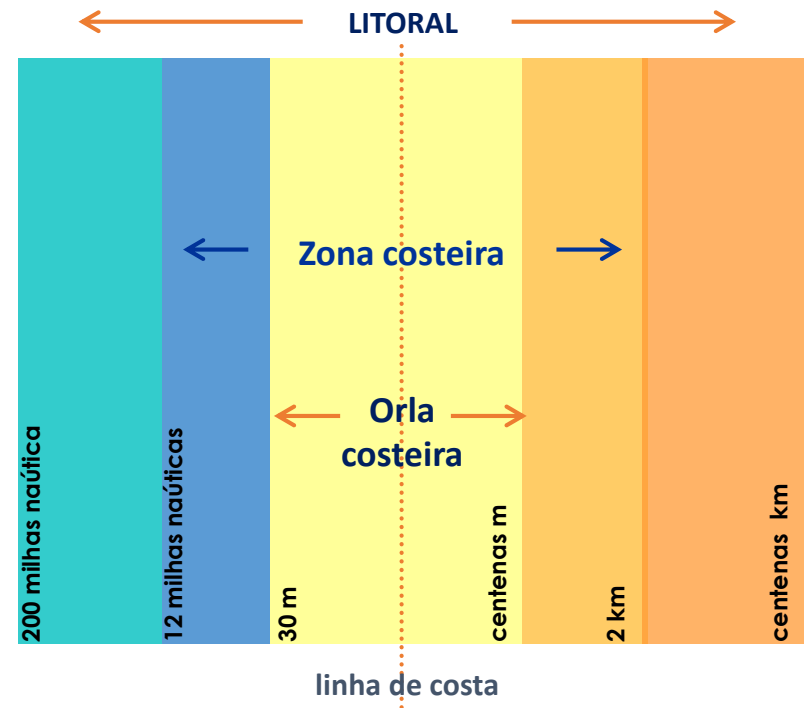 LITORAL
Zona costeira
Orla
costeira
200 milhas naútica
12 milhas naúticas
30 m
centenas m
2 km
centenas km
linha de costa